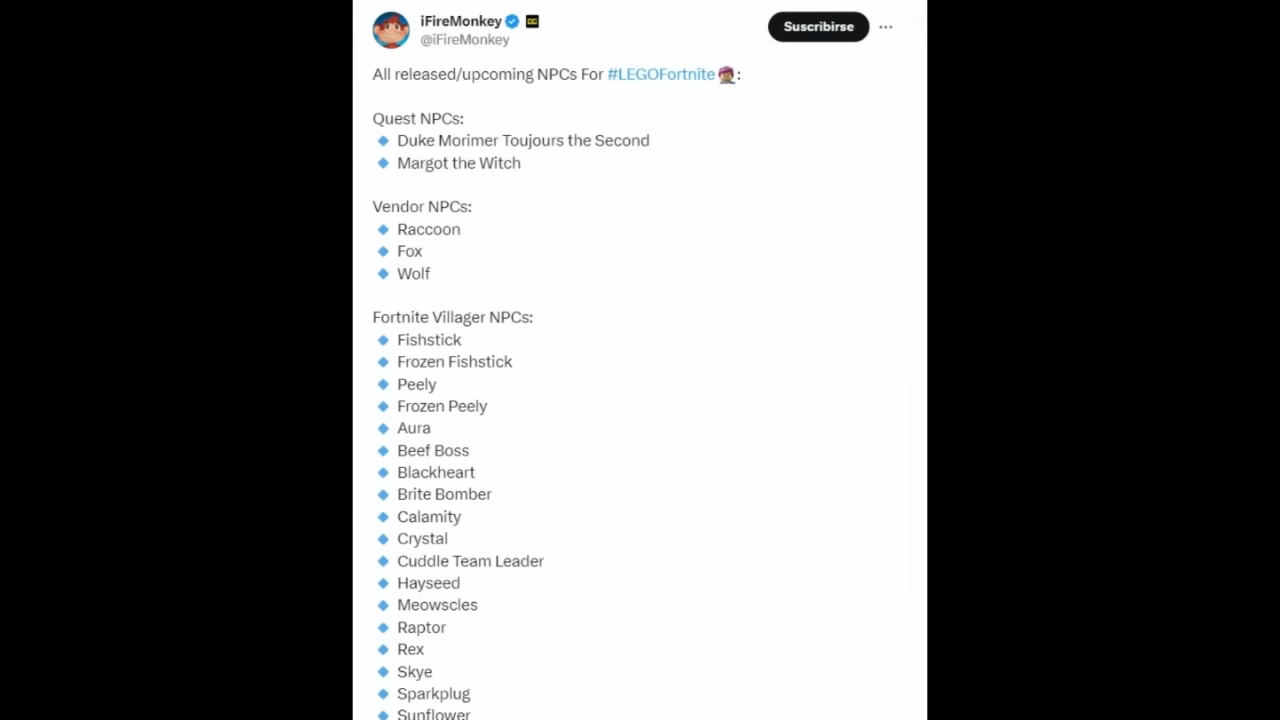 iFireMonkey
@iFireMonkey
Suscribirse
All released/upcoming NPCs For #LEGOFortnite:
Quest NPCs:
Duke Morimer Toujours the Second
Margot the Witch
Vendor NPCs:
Raccoon
Fox
Wolf
Fortnite Villager NPCs:
Fishstick
Frozen Fishstick
Peely
Frozen Peely
Aura
Beef Boss
Blackheart
Brite Bomber
Calamity
Crystal
Cuddle Team Leader
Hayseed
Meowscles
Raptor
Rex
Skye
Sparkplug
Sunflower